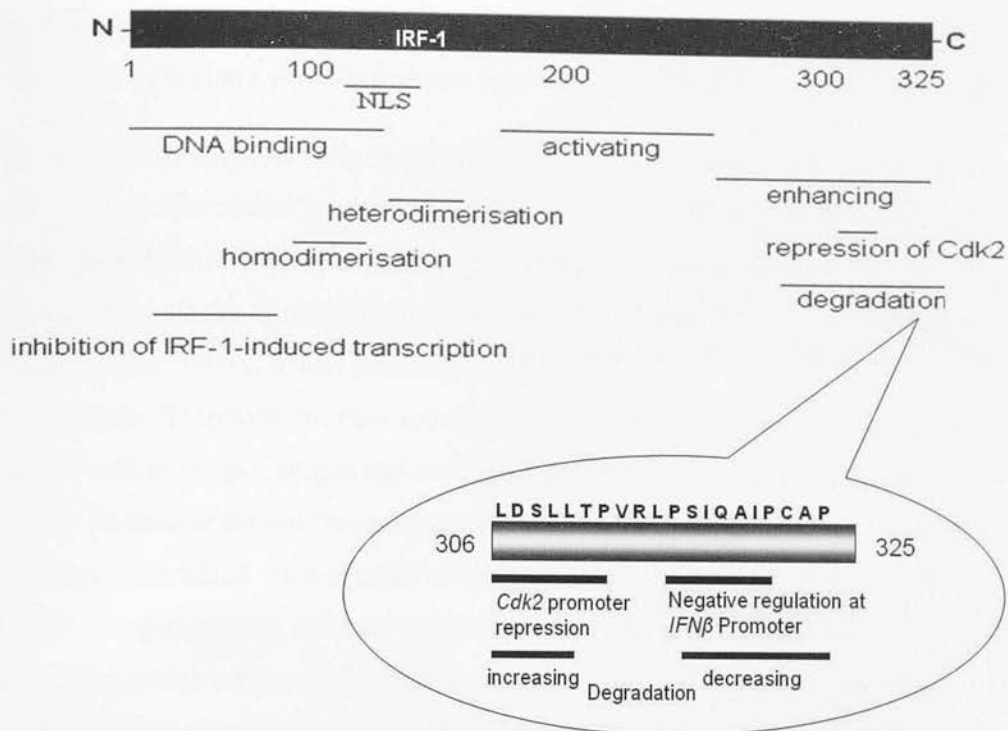 N IRF-1 C
1 100 200 300 325
NLS
DNA binding activating
enhancing
heterodimerisation
repression of Cdk2
homodimerisation
degradation
inhibition of IRF-1-induced transcription
LDSLLTPVRLPSIQAIPCAP
306 325
Cdk2 promoter Negative regulation at
repression IFNβ Promoter
increasing decreasing
Degradation